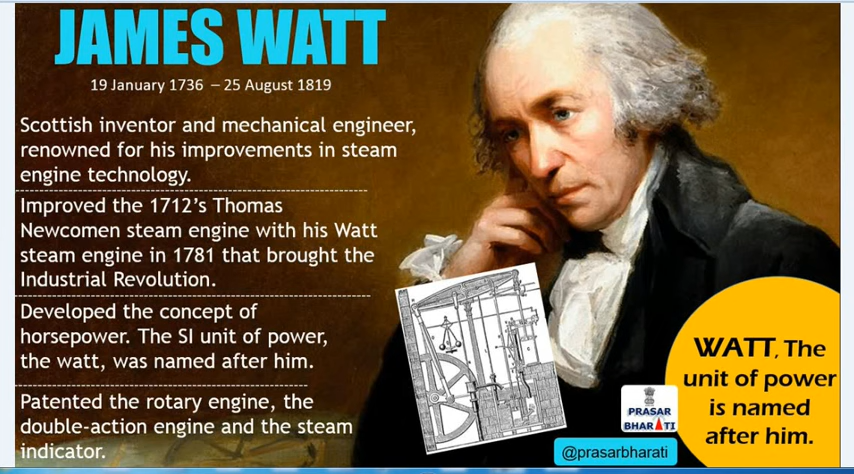 JAMES WATT
19 January 1736 – 25 August 1819
Scottish inventor and mechanical engineer,
renowned for his improvements in steam
engine technology.
Improved the 1712's Thomas
Newcomen steam engine with his Watt
steam engine in 1781 that brought the
Industrial Revolution.
Developed the concept of
horsepower. The SI unit of power,
the watt, was named after him.
Patented the rotary engine, the
double-action engine and the steam
indicator.
WATT, The
unit of power
is named
after him.
PRASAR
BHARATI
@prasarbharati